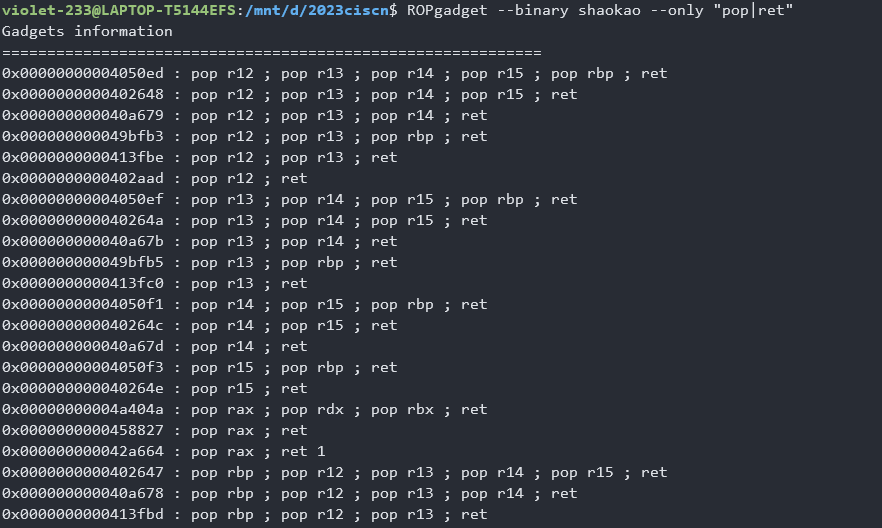 violet-233@LAPTOP-T5144EFS:/mnt/d/2023ciscn$ ROPgadget --binary shaokao --only "pop|ret"
Gadgets information
============================================================
0x00000000004050ed : pop r12 ; pop r13 ; pop r14 ; pop r15 ; pop rbp ; ret
0x0000000000402648 : pop r12 ; pop r13 ; pop r14 ; pop r15 ; ret
0x000000000040a679 : pop r12 ; pop r13 ; pop r14 ; ret
0x000000000049bfb3 : pop r12 ; pop r13 ; pop rbp ; ret
0x0000000000413fbe : pop r12 ; pop r13 ; ret
0x0000000000402aad : pop r12 ; ret
0x00000000004050ef : pop r13 ; pop r14 ; pop r15 ; pop rbp ; ret
0x000000000040264a : pop r13 ; pop r14 ; pop r15 ; ret
0x000000000040a67b : pop r13 ; pop r14 ; ret
0x000000000049bfb5 : pop r13 ; pop rbp ; ret
0x0000000000413fc0 : pop r13 ; ret
0x00000000004050f1 : pop r14 ; pop r15 ; pop rbp ; ret
0x000000000040264c : pop r14 ; pop r15 ; ret
0x000000000040a67d : pop r14 ; ret
0x00000000004050f3 : pop r15 ; pop rbp ; ret
0x000000000040264e : pop r15 ; ret
0x00000000004a404a : pop rax ; pop rdx ; pop rbx ; ret
0x0000000000458827 : pop rax ; ret
0x000000000042a664 : pop rax ; ret 1
0x0000000000402647 : pop rbp ; pop r12 ; pop r13 ; pop r14 ; pop r15 ; ret
0x000000000040a678 : pop rbp ; pop r12 ; pop r13 ; pop r14 ; ret
0x0000000000413fbd : pop rbp ; pop r12 ; pop r13 ; ret